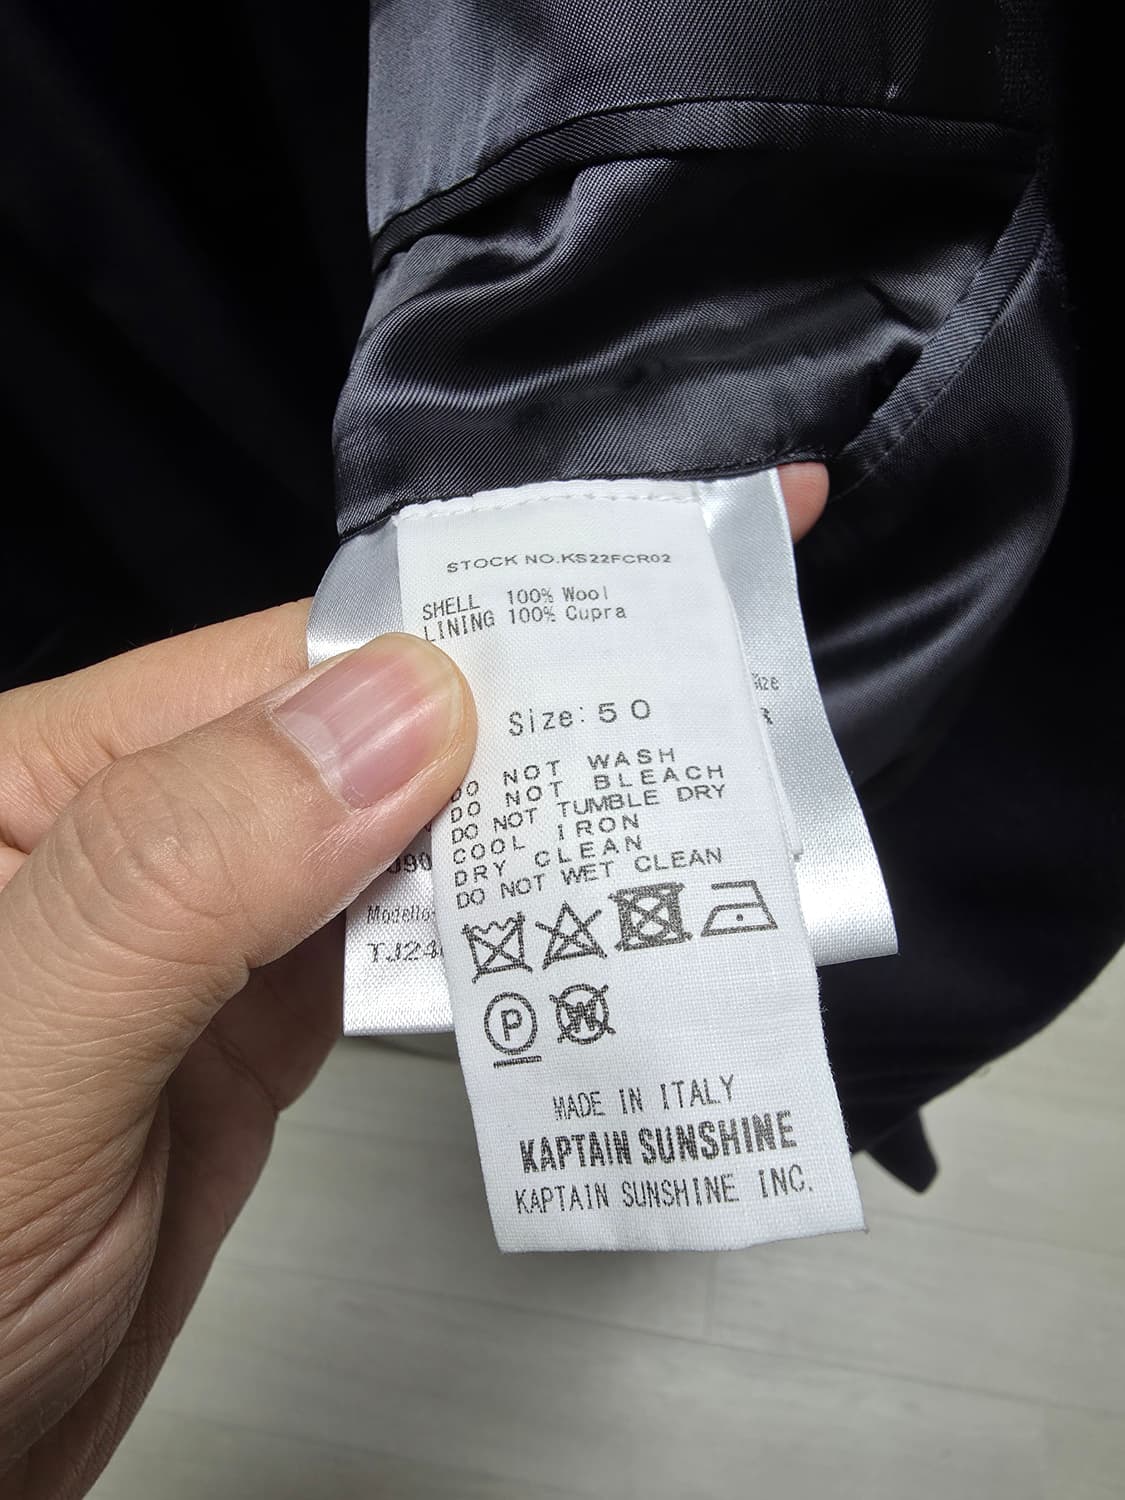 STOCK NO.KS22FCR02
SHELL 100% Wool
LINING 100% Cupra
Size:50
DO NOT WASH
DO NOT BLEACH
DO NOT TUMBLE DRY
COOL IRON
DRY CLEAN
DO NOT WET CLEAN
P
W
MADE IN ITALY
KAPTAIN SUNSHINE
KAPTAIN SUNSHINE INC.
Modello